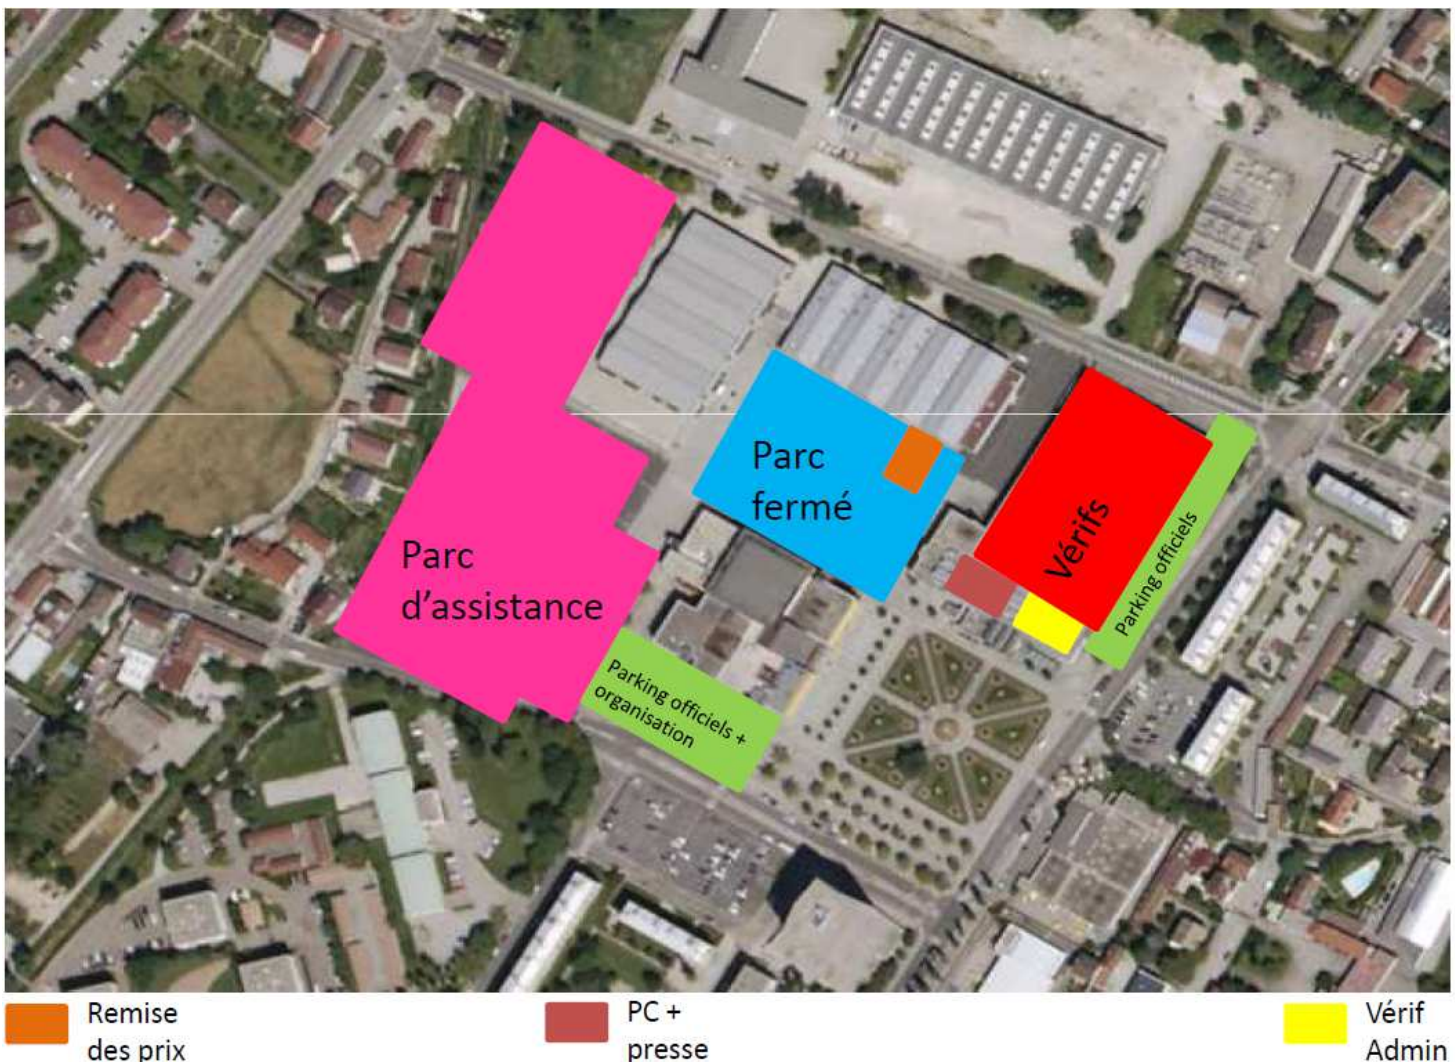 Parc
fermé
Vérifs
Parking officiels
Parc
d’assistance
Parking officiels +
organisation
Remise
des prix
PC +
presse
Vérif
Admin